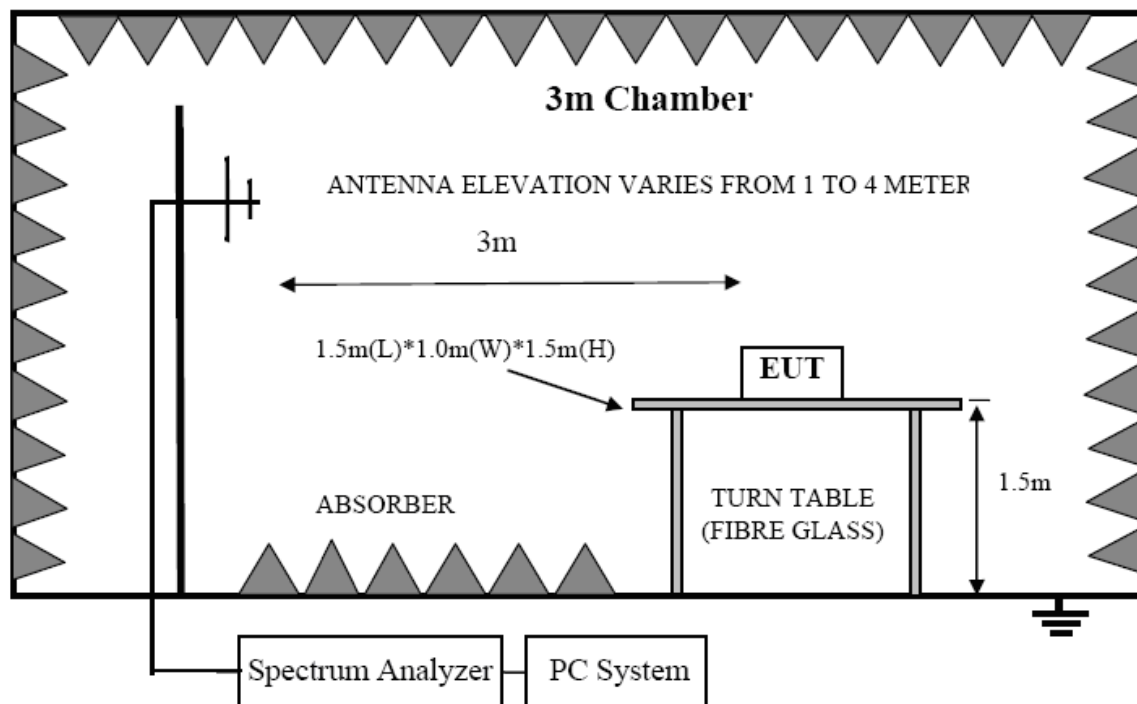 3m Chamber
ANTENNA ELEVATION VARIES FROM 1 TO 4 METER
3m
1.5m(L)*1.0m(W)*1.5m(H)
EUT
1.5m
ABSORBER
TURN TABLE
(FIBRE GLASS)
Spectrum Analyzer
PC System